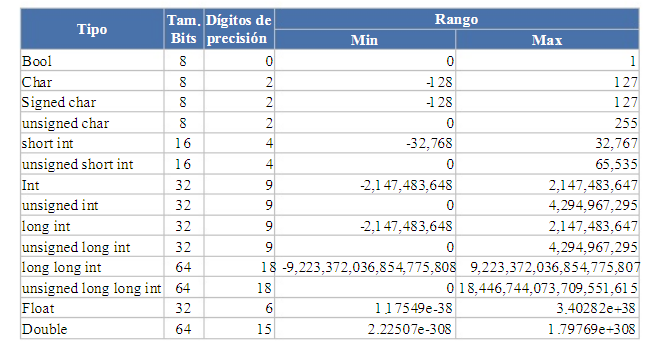 Tipo Tam. Bits Dígitos de precisión Rango
Min Max
Bool 8 0 0 1
Char 8 2 -128 127
Signed char 8 2 -128 127
unsigned char 8 2 0 255
short int 16 4 -32,768 32,767
unsigned short int 16 4 0 65,535
Int 32 9 -2,147,483,648 2,147,483,647
unsigned int 32 9 0 4,294,967,295
long int 32 9 -2,147,483,648 2,147,483,647
unsigned long int 32 9 0 4,294,967,295
long long int 64 18 -9,223,372,036,854,775,808 9,223,372,036,854,775,807
unsigned long long int 64 18 0 18,446,744,073,709,551,615
Float 32 6 1.17549e-38 3.40282e+38
Double 64 15 2.22507e-308 1.79769e+308